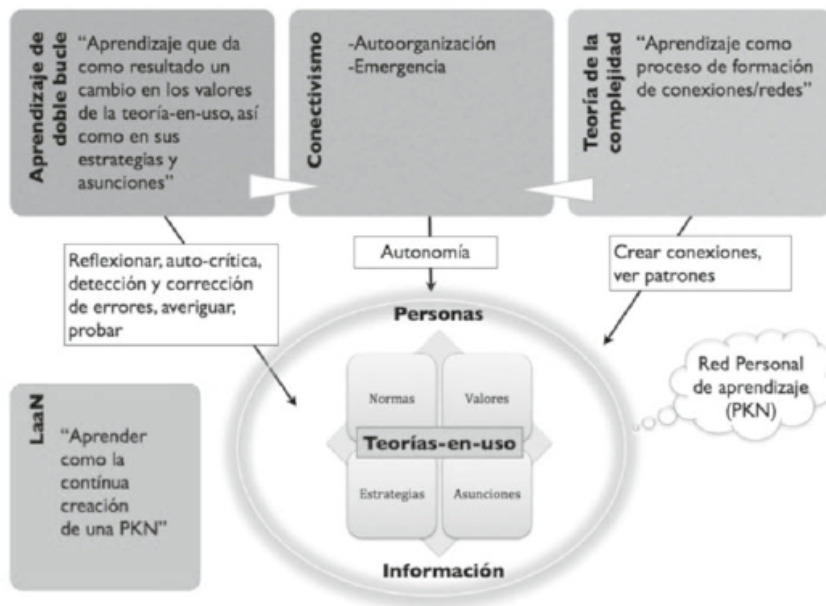 Aprendizaje de
doble bucle
“Aprendizaje que da
como resultado un
cambio en los valores
de la teoría-en-uso, así
como en sus
estrategias y
asunciones”
Conectivismo
-Autoorganización
-Emergencia
Teoría de la
complejidad
“Aprendizaje como
proceso de formación
de conexiones/redes”
Reflexionar, auto-crítica,
detección y corrección
de errores, averiguar,
probar
Autonomía
Crear conexiones,
ver patrones
Personas
Normas
Valores
Teorías-en-uso
Estrategias
Asunciones
Información
Red Personal
de aprendizaje
(PKN)
LaaN
“Aprender
como la
contínua
creación
de una PKN”